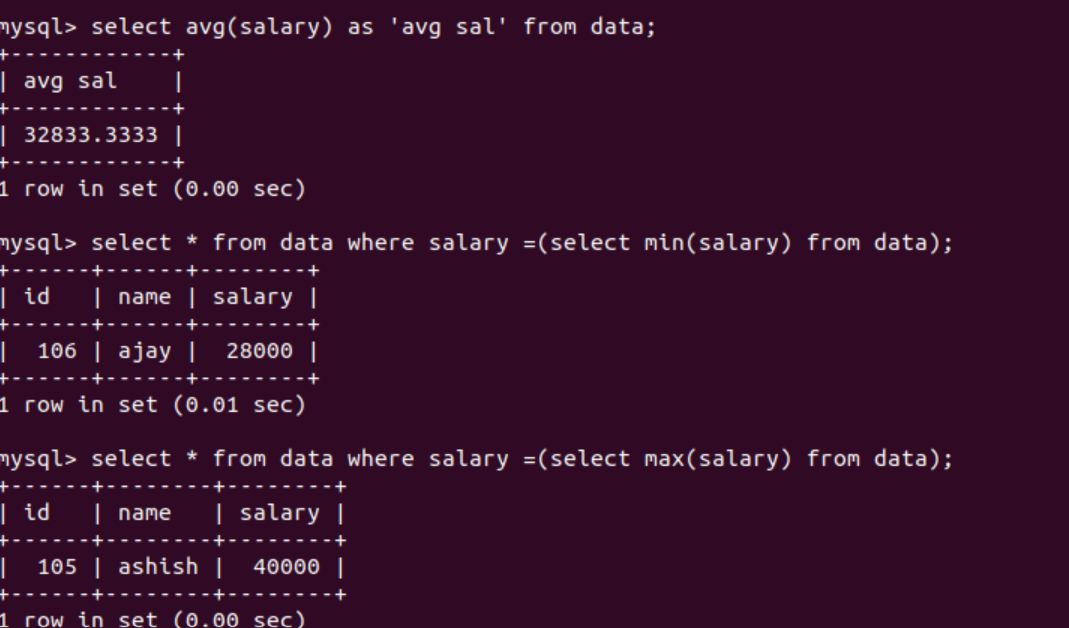 mysql> select avg(salary) as 'avg sal' from data;
+------------+
| avg sal    |
+------------+
| 32833.3333 |
+------------+
1 row in set (0.00 sec)

mysql> select * from data where salary =(select min(salary) from data);
+------+------+--------+
| id   | name | salary |
+------+------+--------+
|  106 | ajay |  28000 |
+------+------+--------+
1 row in set (0.01 sec)

mysql> select * from data where salary =(select max(salary) from data);
+------+--------+--------+
| id   | name   | salary |
+------+--------+--------+
|  105 | ashish |  40000 |
+------+--------+--------+
1 row in set (0.00 sec)